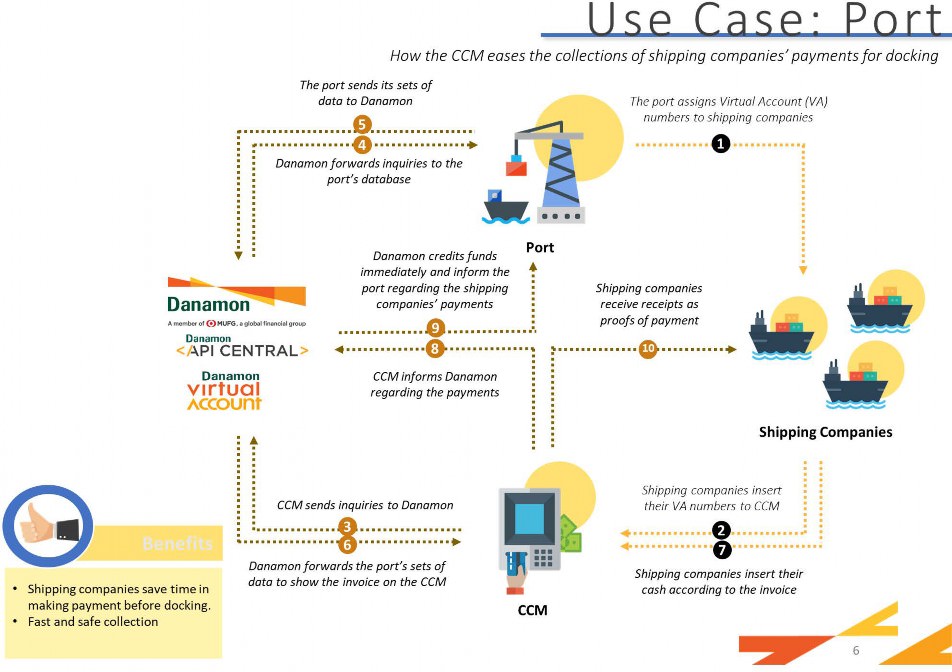 Use Case: Port
How the CCM eases the collections of shipping companies’ payments for docking
The port sends its sets of
data to Danamon
5
4
Danamon forwards inquiries to the
port’s database
The port assigns Virtual Account (VA)
numbers to shipping companies
1
Port
Danamon credits funds
immediately and inform the
port regarding the shipping
companies’ payments
9
8
CCM informs Danamon
regarding the payments
Shipping companies
receive receipts as
proofs of payment
10
Danamon
A member of MUFG, a global financial group
Danamon
<API CENTRAL>
Danamon
virtual
ACCOUNT
Shipping Companies
CCM sends inquiries to Danamon
3
6
Danamon forwards the port’s sets of
data to show the invoice on the CCM
CCM
Shipping companies insert
their VA numbers to CCM
2
7
Shipping companies insert their
cash according to the invoice
Benefits
• Shipping companies save time in
making payment before docking.
• Fast and safe collection
6